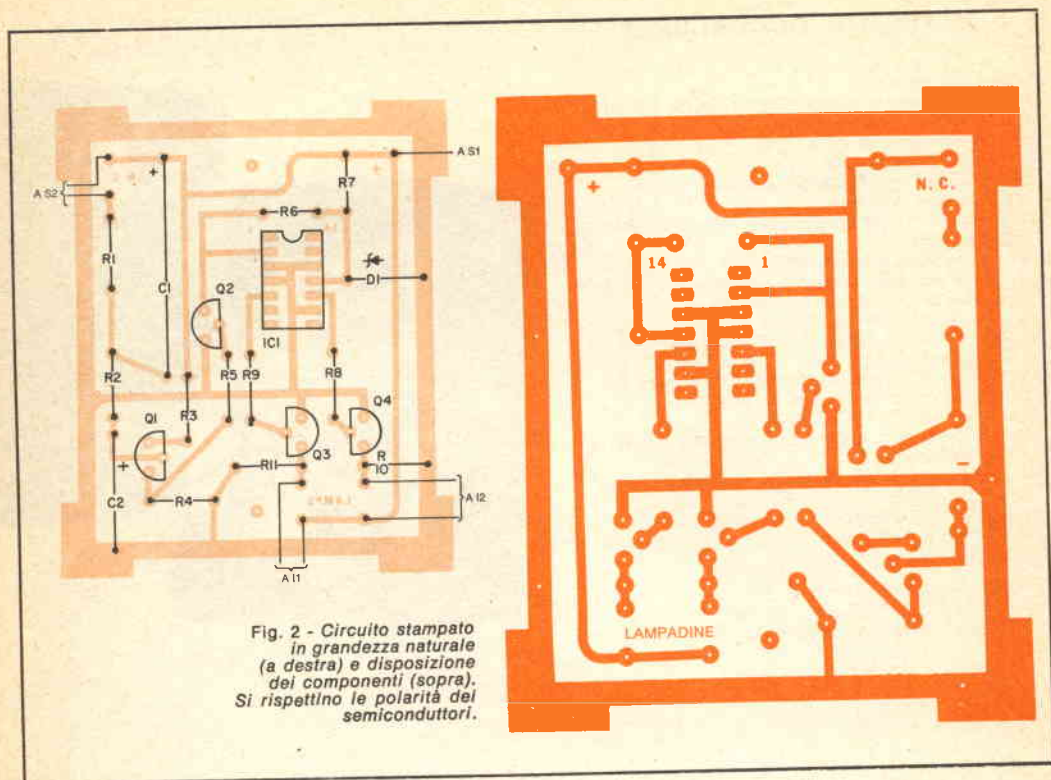 A S1
+
+
A S2
R7
N. C.
R6
14
1
R1
D1
C1
Q2
IC1
R2
R5
R9
R8
Q1
R3
Q4
Q3
+
R11
R
10
–
R4
A I2
C2
A I1
LAMPADINE
Fig. 2 - Circuito stampato
in grandezza naturale
(a destra) e disposizione
dei componenti (sopra).
Si rispettino le polarità dei
semiconduttori.